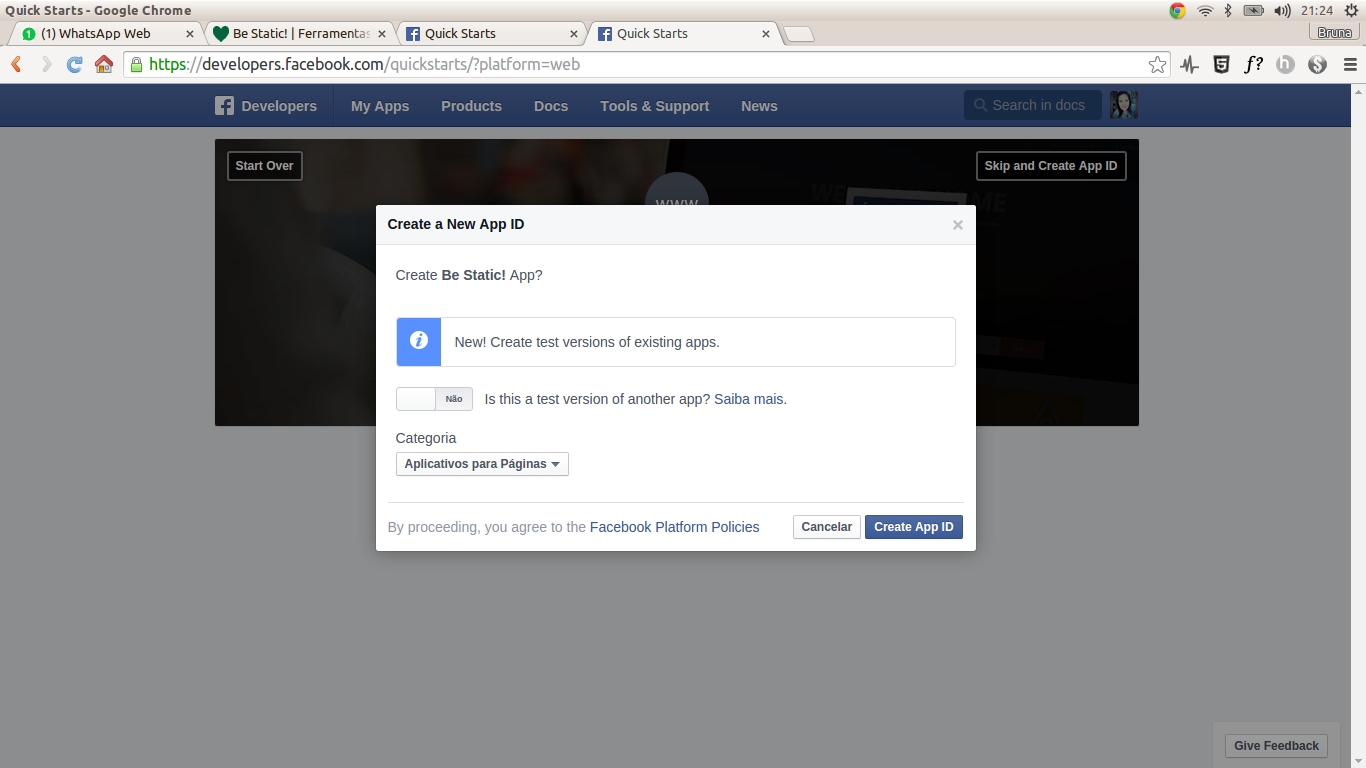 Quick Starts - Google Chrome
21:24
(1) WhatsApp Web
Be Static! | Ferramentas
Quick Starts
Quick Starts
Bruna
https://developers.facebook.com/quickstarts/?platform=web
f?
Developers
My Apps
Products
Docs
Tools & Support
News
Search in docs
Start Over
Skip and Create App ID
www
Create a New App ID
Create Be Static! App?
New! Create test versions of existing apps.
Não
Is this a test version of another app? Saiba mais.
Categoria
Aplicativos para Páginas
By proceeding, you agree to the Facebook Platform Policies
Cancelar
Create App ID
Give Feedback